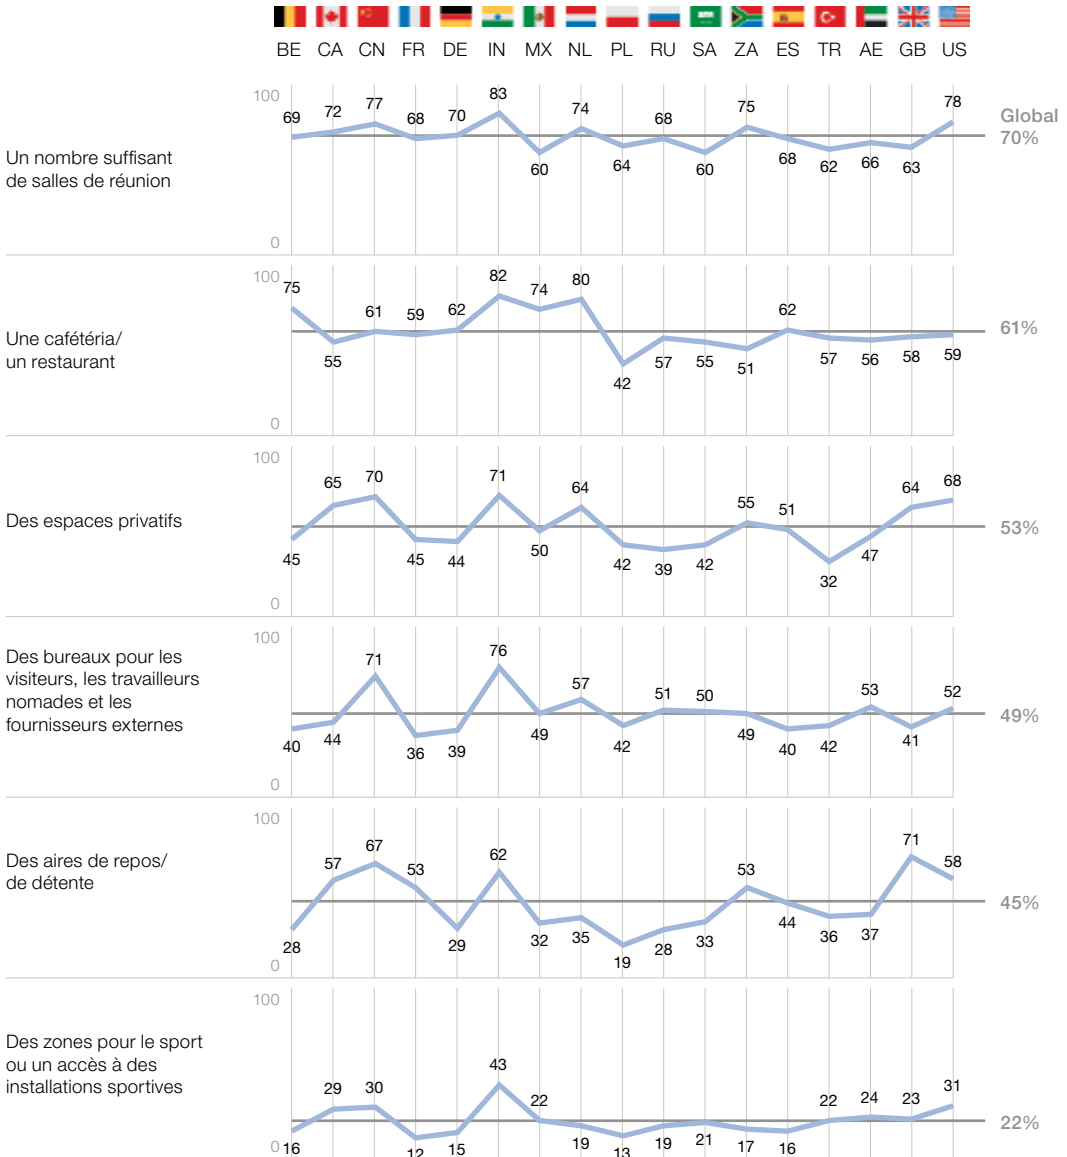 BE CA CN FR DE IN MX NL PL RU SA ZA ES TR AE GB US
100
69 72 77 68 70 83 60 74 64 68 60 75 68 62 66 63 78
Global
70%
Un nombre suffisant
de salles de réunion
0
100
75 55 61 59 62 82 74 80 42 57 55 51 62 57 56 58 59
61%
Une cafétéria/
un restaurant
0
100
45 65 70 45 44 71 50 64 42 39 42 55 51 32 47 64 68
53%
Des espaces privatifs
0
100
40 44 71 36 39 76 49 57 42 51 50 49 40 42 53 41 52
49%
Des bureaux pour les
visiteurs, les travailleurs
nomades et les
fournisseurs externes
0
100
28 57 67 53 29 62 32 35 19 28 33 53 44 36 37 71 58
45%
Des aires de repos/
de détente
0
100
16 29 30 12 15 43 22 19 13 19 21 17 16 22 24 23 31
22%
Des zones pour le sport
ou un accès à des
installations sportives
0